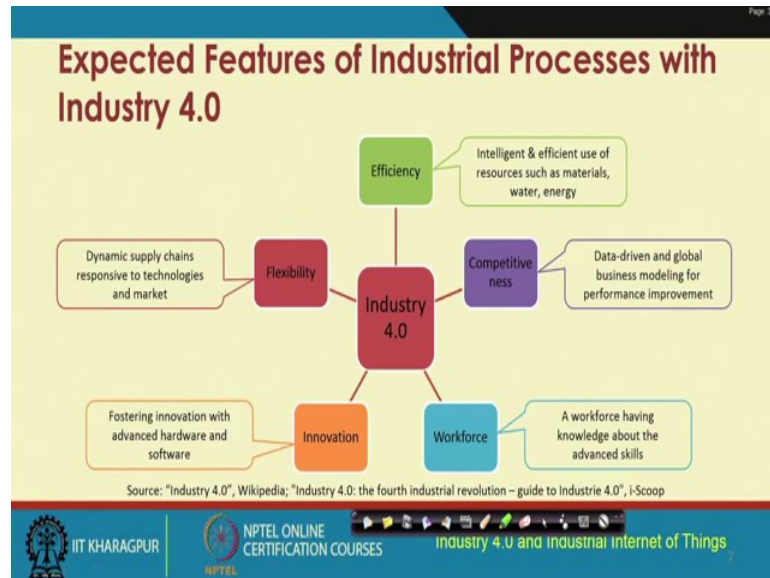 Page: 7
Expected Features of Industrial Processes with
Industry 4.0
Efficiency
Intelligent & efficient use of
resources such as materials,
water, energy
Dynamic supply chains
responsive to technologies
and market
Flexibility
Competitive
ness
Data-driven and global
business modeling for
performance improvement
Industry
4.0
Fostering innovation with
advanced hardware and
software
Innovation
Workforce
A workforce having
knowledge about the
advanced skills
Source: “Industry 4.0”, Wikipedia; "Industry 4.0: the fourth industrial revolution – guide to Industrie 4.0", i-Scoop
IIT KHARAGPUR
NPTEL
NPTEL ONLINE
CERTIFICATION COURSES
Industry 4.0 and Industrial Internet of Things
7